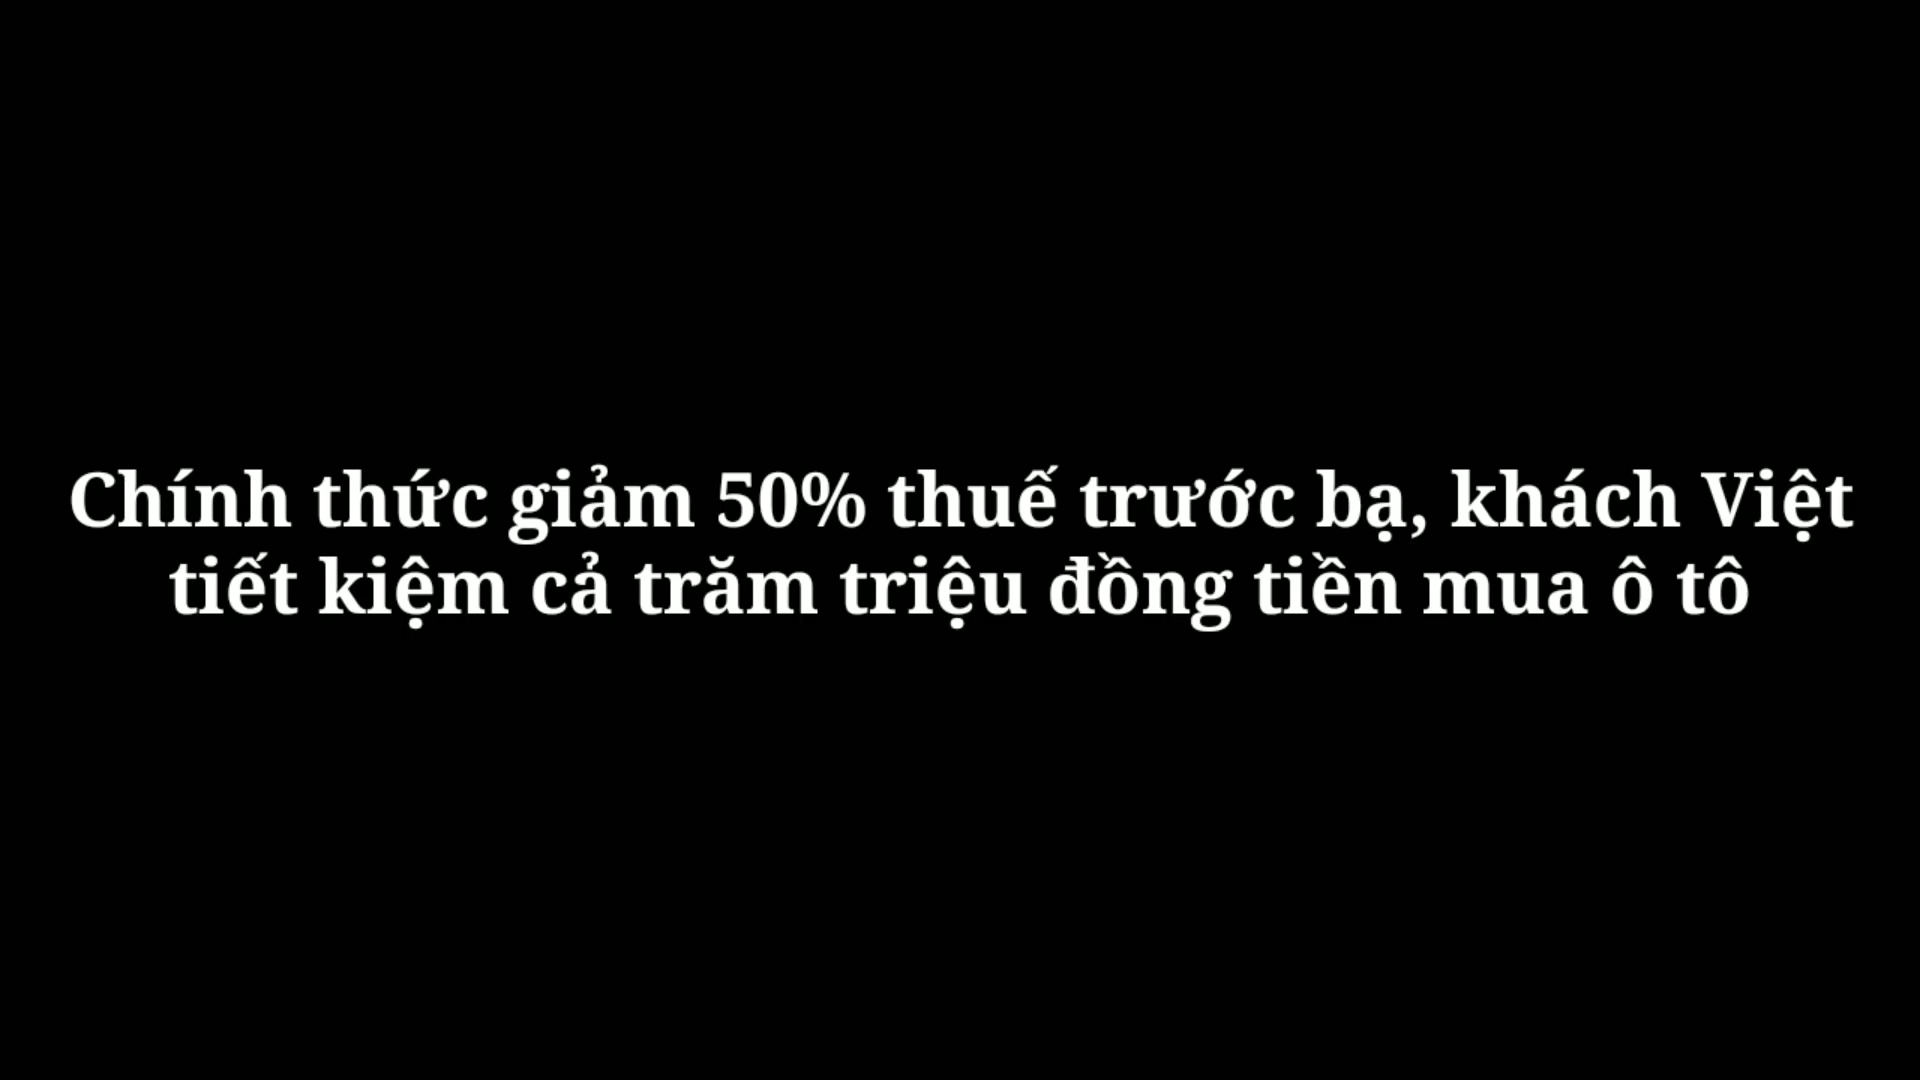 Chính thức giảm 50% thuế trước bạ, khách Việt
tiết kiệm cả trăm triệu đồng tiền mua ô tô